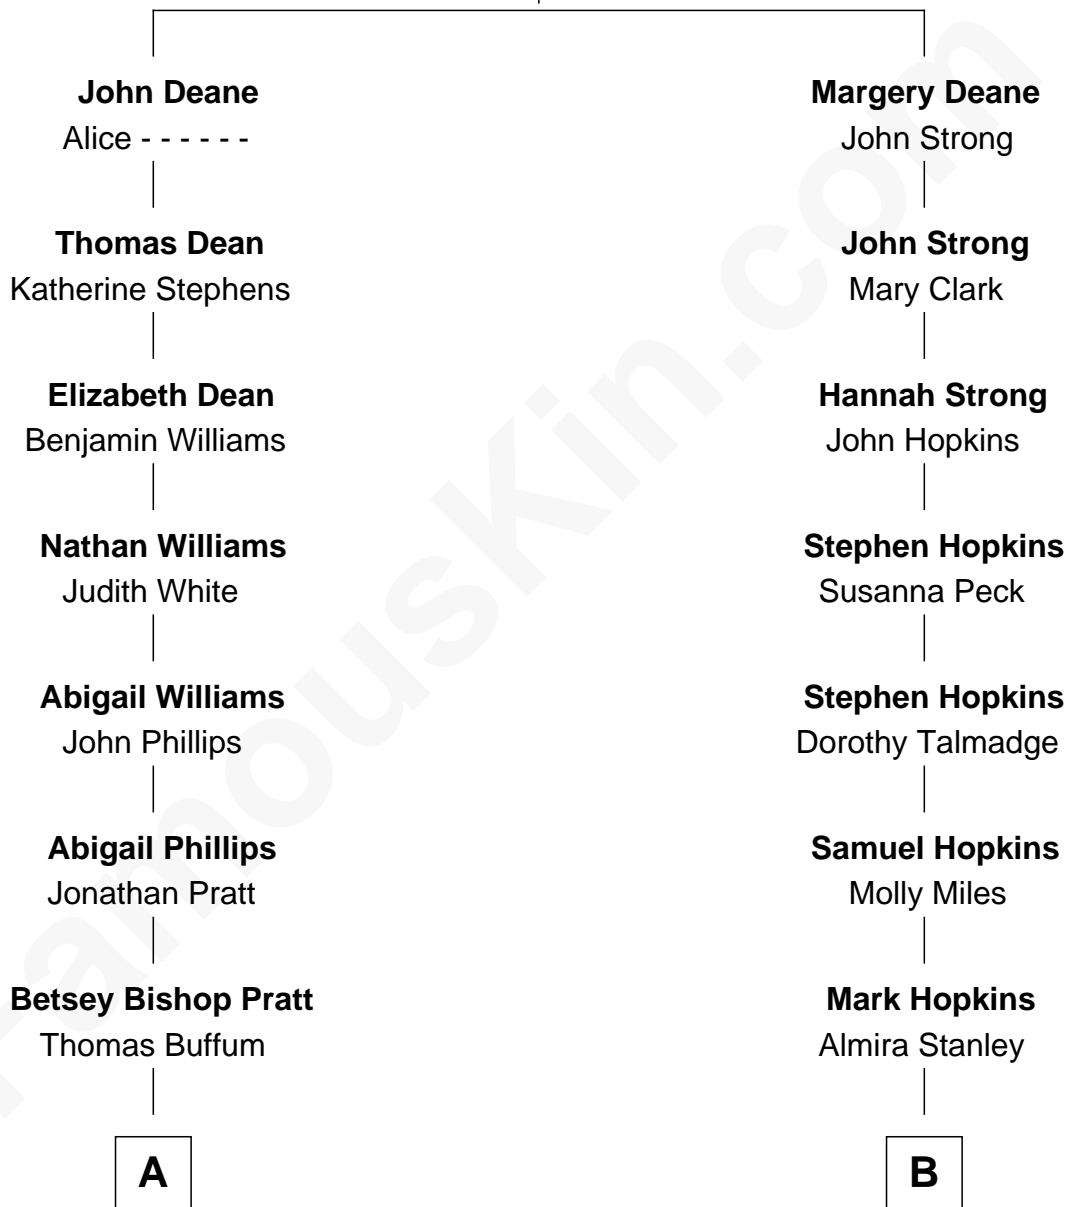 John Deane
Alice - - - - - -
Margery Deane
John Strong
Thomas Dean
Katherine Stephens
John Strong
Mary Clark
Elizabeth Dean
Benjamin Williams
Hannah Strong
John Hopkins
Nathan Williams
Judith White
Stephen Hopkins
Susanna Peck
Abigail Williams
John Phillips
Stephen Hopkins
Dorothy Talmadge
Abigail Phillips
Jonathan Pratt
Samuel Hopkins
Molly Miles
Betsey Bishop Pratt
Thomas Buffum
Mark Hopkins
Almira Stanley
A
B
FamousKin.com